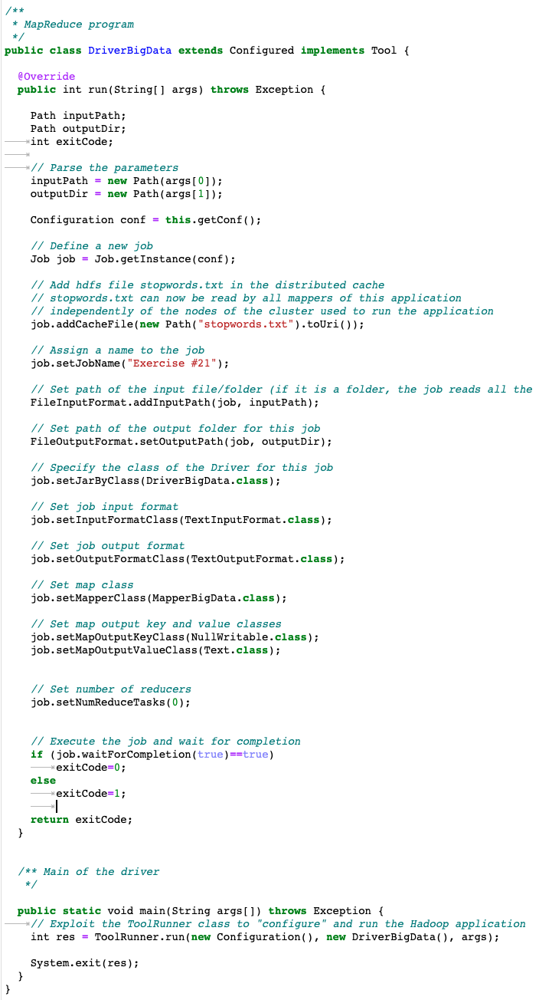 /**
 * MapReduce program
 */
public class DriverBigData extends Configured implements Tool {
@Override
public int run(String[] args) throws Exception {
Path inputPath;
Path outputDir;
int exitCode;
// Parse the parameters
inputPath = new Path(args[0]);
outputDir = new Path(args[1]);
Configuration conf = this.getConf();
// Define a new job
Job job = Job.getInstance(conf);
// Add hdfs file stopwords.txt in the distributed cache
// stopwords.txt can now be read by all mappers of this application
// independently of the nodes of the cluster used to run the application
job.addCacheFile(new Path("stopwords.txt").toUri());
// Assign a name to the job
job.setJobName("Exercise #21");
// Set path of the input file/folder (if it is a folder, the job reads all the
FileInputFormat.addInputPath(job, inputPath);
// Set path of the output folder for this job
FileOutputFormat.setOutputPath(job, outputDir);
// Specify the class of the Driver for this job
job.setJarByClass(DriverBigData.class);
// Set job input format
job.setInputFormatClass(TextInputFormat.class);
// Set job output format
job.setOutputFormatClass(TextOutputFormat.class);
// Set map class
job.setMapperClass(MapperBigData.class);
// Set map output key and value classes
job.setMapOutputKeyClass(NullWritable.class);
job.setMapOutputValueClass(Text.class);
// Set number of reducers
job.setNumReduceTasks(0);
// Execute the job and wait for completion
if (job.waitForCompletion(true)==true)
exitCode=0;
else
exitCode=1;
return exitCode;
}
/** Main of the driver
 */
public static void main(String args[]) throws Exception {
// Exploit the ToolRunner class to "configure" and run the Hadoop application
int res = ToolRunner.run(new Configuration(), new DriverBigData(), args);
System.exit(res);
}
}